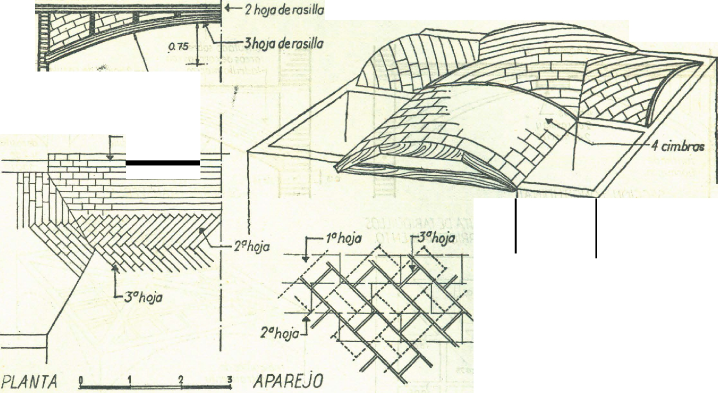 2 hoja de rasilla
3 hoja de rasilla
0.75
4 cimbras
2ª hoja
3ª hoja
1ª hoja
3ª hoja
2ª hoja
PLANTA
0 1 2 3
APAREJO